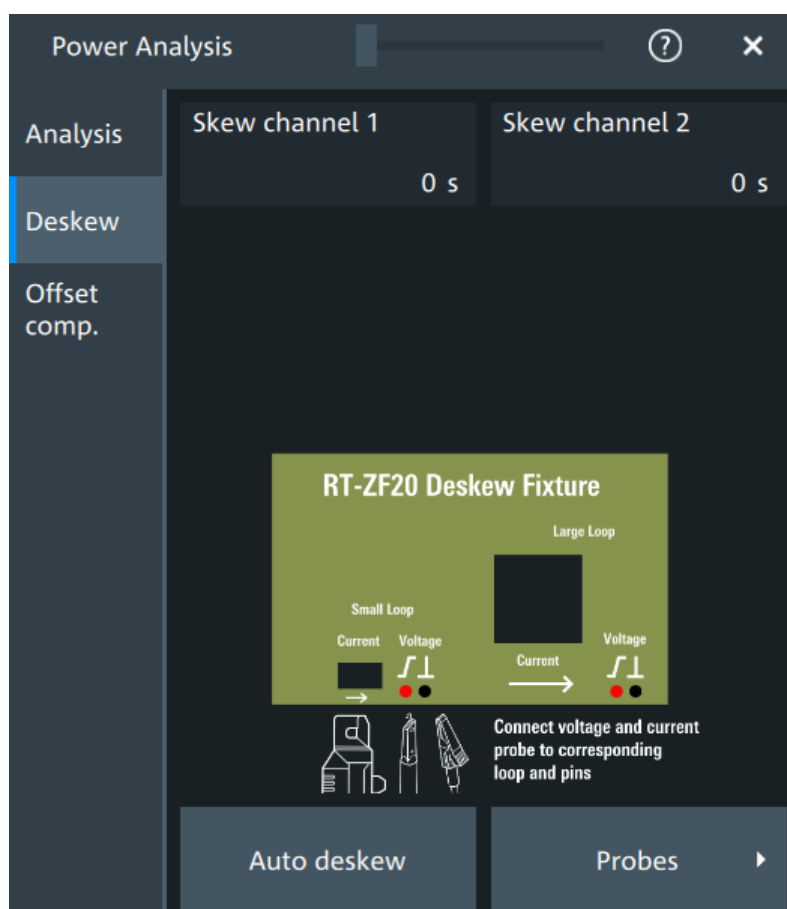 Power Analysis
?
Analysis
Deskew
Offset
comp.
Skew channel 1
0 s
Skew channel 2
0 s
RT-ZF20 Deskew Fixture
Large Loop
Small Loop
Current Voltage
Current
Voltage
Connect voltage and current
probe to corresponding
loop and pins
Auto deskew
Probes